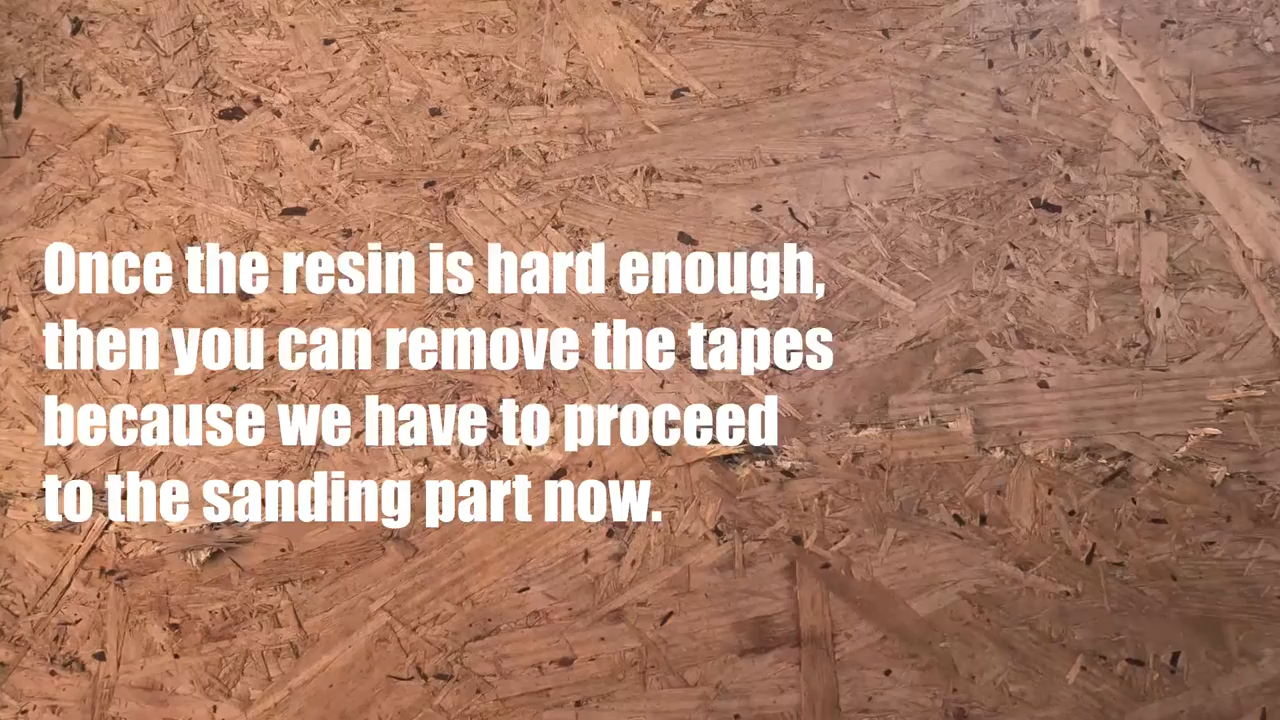 Once the resin is hard enough,
then you can remove the tapes
because we have to proceed
to the sanding part now.